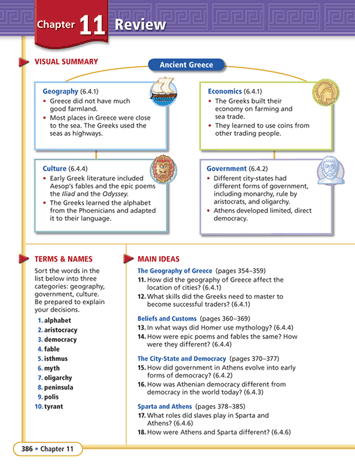 Chapter 11 Review
VISUAL SUMMARY
Ancient Greece
Geography (6.4.1)
• Greece did not have much
good farmland.
• Most places in Greece were close
to the sea. The Greeks used the
seas as highways.
Economics (6.4.1)
• The Greeks built their
economy on farming and
sea trade.
• They learned to use coins from
other trading people.
Culture (6.4.4)
• Early Greek literature included
Aesop's fables and the epic poems
the Iliad and the Odyssey.
• The Greeks learned the alphabet
from the Phoenicians and adapted
it to their language.
Government (6.4.2)
• Different city-states had
different forms of government,
including monarchy, rule by
aristocrats, and oligarchy.
• Athens developed limited, direct
democracy.
TERMS & NAMES
Sort the words in the
list below into three
categories: geography,
government, culture.
Be prepared to explain
your decisions.
1. alphabet
2. aristocracy
3. democracy
4. fable
5. isthmus
6. myth
7. oligarchy
8. peninsula
9. polis
10. tyrant
MAIN IDEAS
The Geography of Greece (pages 354–359)
11. How did the geography of Greece affect the
location of cities? (6.4.1)
12. What skills did the Greeks need to master to
become successful traders? (6.4.1)
Beliefs and Customs (pages 360–369)
13. In what ways did Homer use mythology? (6.4.4)
14. How were epic poems and fables the same? How
were they different? (6.4.4)
The City-State and Democracy (pages 370–377)
15. How did government in Athens evolve into early
forms of democracy? (6.4.2)
16. How was Athenian democracy different from
democracy in the world today? (6.4.3)
Sparta and Athens (pages 378–385)
17. What roles did slaves play in Sparta and
Athens? (6.4.6)
18. How were Athens and Sparta different? (6.4.6)
386 • Chapter 11